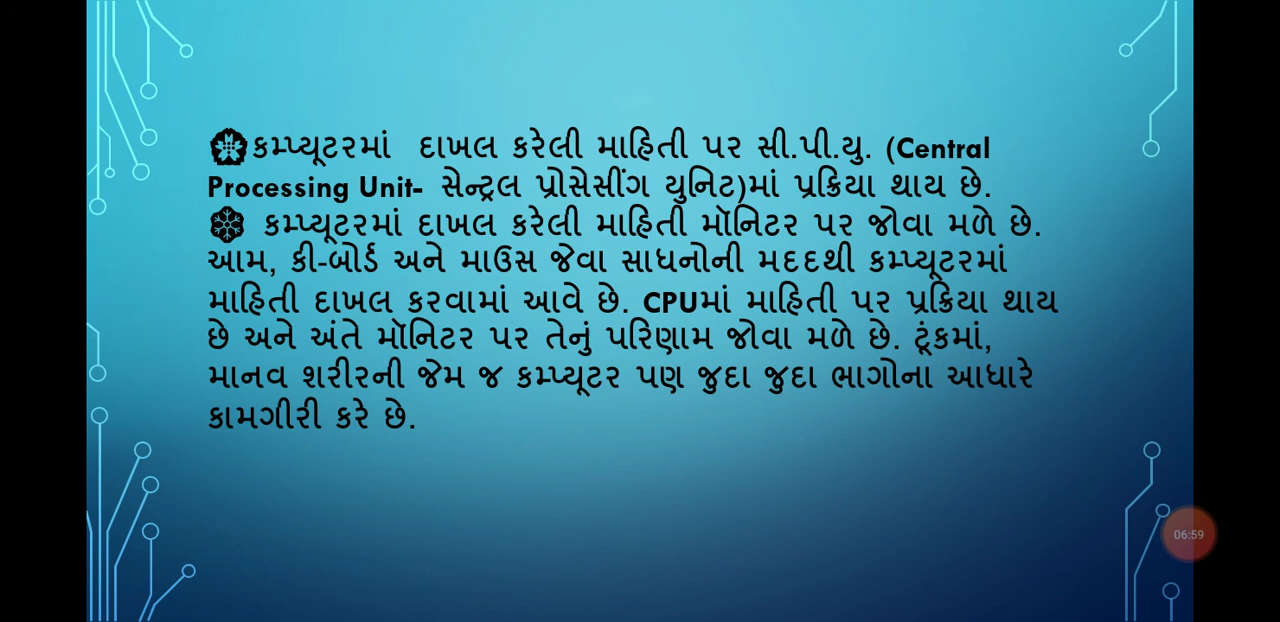 કમ્પ્યૂટરમાં દાખલ કરેલી માહિતી પર સી.પી.યુ. (Central
Processing Unit- સેન્ટ્રલ પ્રોસેસીંગ યુનિટ)માં પ્રક્રિયા થાય છે.
કમ્પ્યૂટરમાં દાખલ કરેલી માહિતી મૉનિટર પર જોવા મળે છે.
આમ, કી-બોર્ડ અને માઉસ જેવા સાધનોની મદદથી કમ્પ્યૂટરમાં
માહિતી દાખલ કરવામાં આવે છે. CPUમાં માહિતી પર પ્રક્રિયા થાય
છે અને અંતે મૉનિટર પર તેનું પરિણામ જોવા મળે છે. ટૂંકમાં,
માનવ શરીરની જેમ જ કમ્પ્યૂટર પણ જુદા જુદા ભાગોના આધારે
કામગીરી કરે છે.
06:59